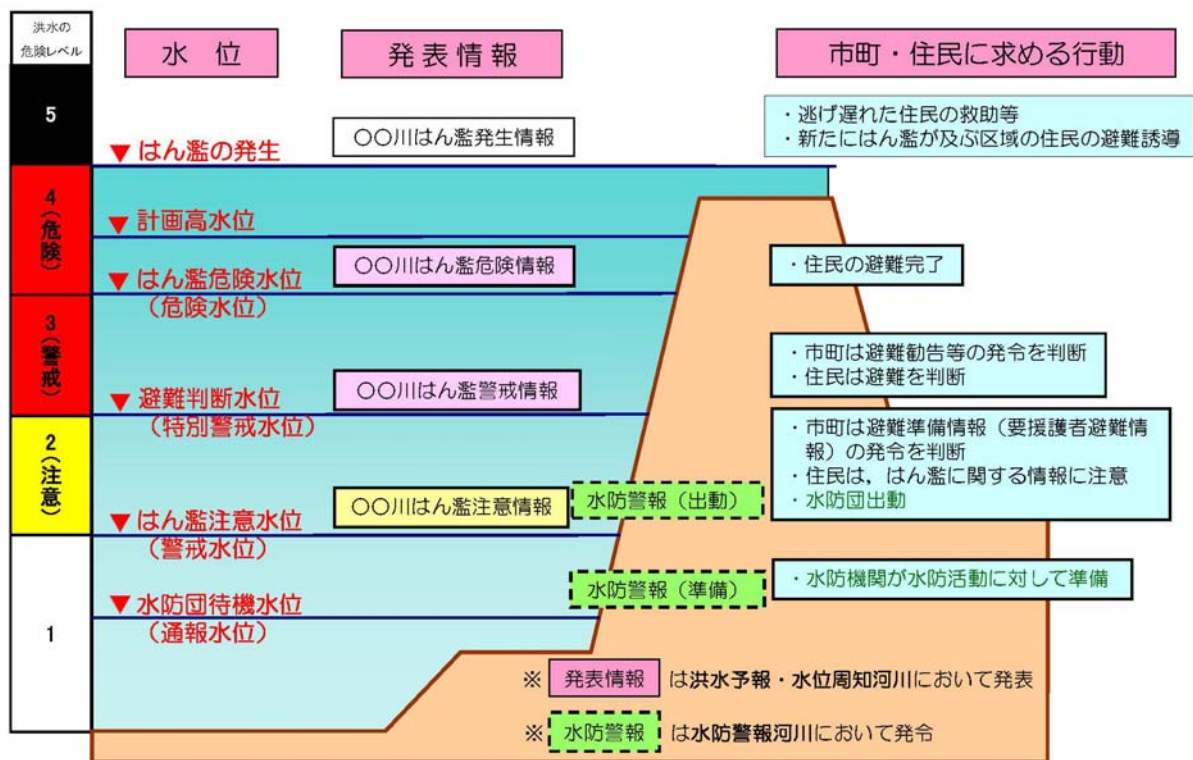 洪水の
危険レベル
水　位
発表情報
市町・住民に求める行動
5
〇〇川はん濫発生情報
・逃げ遅れた住民の救助等
・新たにはん濫が及ぶ区域の住民の避難誘導
▼はん濫の発生
4（危険）
▼計画高水位
〇〇川はん濫危険情報
・住民の避難完了
▼はん濫危険水位
（危険水位）
3（警戒）
・市町は避難勧告等の発令を判断
・住民は避難を判断
〇〇川はん濫警戒情報
▼避難判断水位
（特別警戒水位）
2（注意）
・市町は避難準備情報（要援護者避難情
報）の発令を判断
・住民は，はん濫に関する情報に注意
・水防団出動
〇〇川はん濫注意情報
水防警報（出動）
▼はん濫注意水位
（警戒水位）
水防警報（準備）
・水防機関が水防活動に対して準備
▼水防団待機水位
（通報水位）
1
※ 発表情報 は洪水予報・水位周知河川において発表
※ 水防警報 は水防警報河川において発令